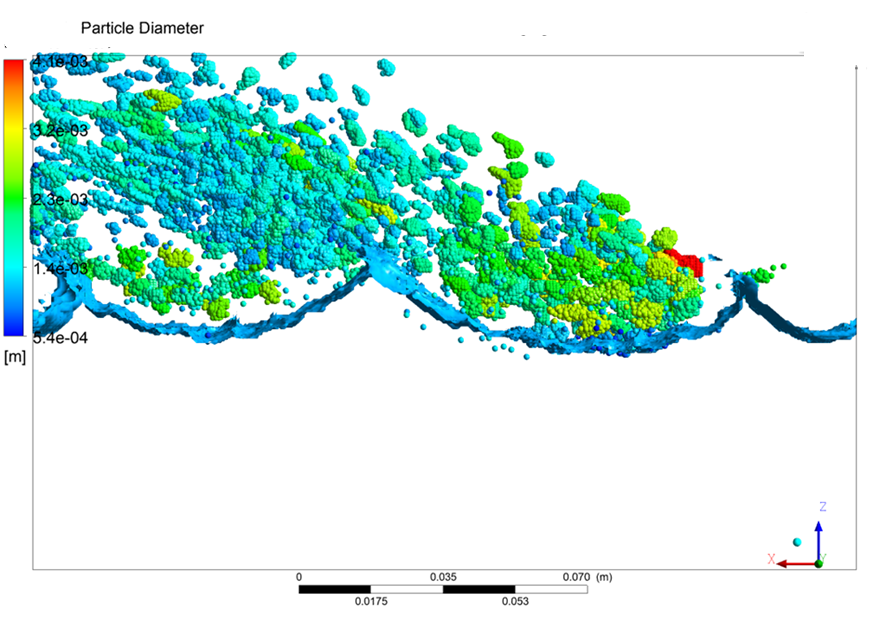 Particle Diameter
4.1e-03
3.2e-03
2.3e-03
1.4e-03
5.4e-04
[m]
Z
X
Y
0 0.035 0.070 (m)
0.0175 0.053